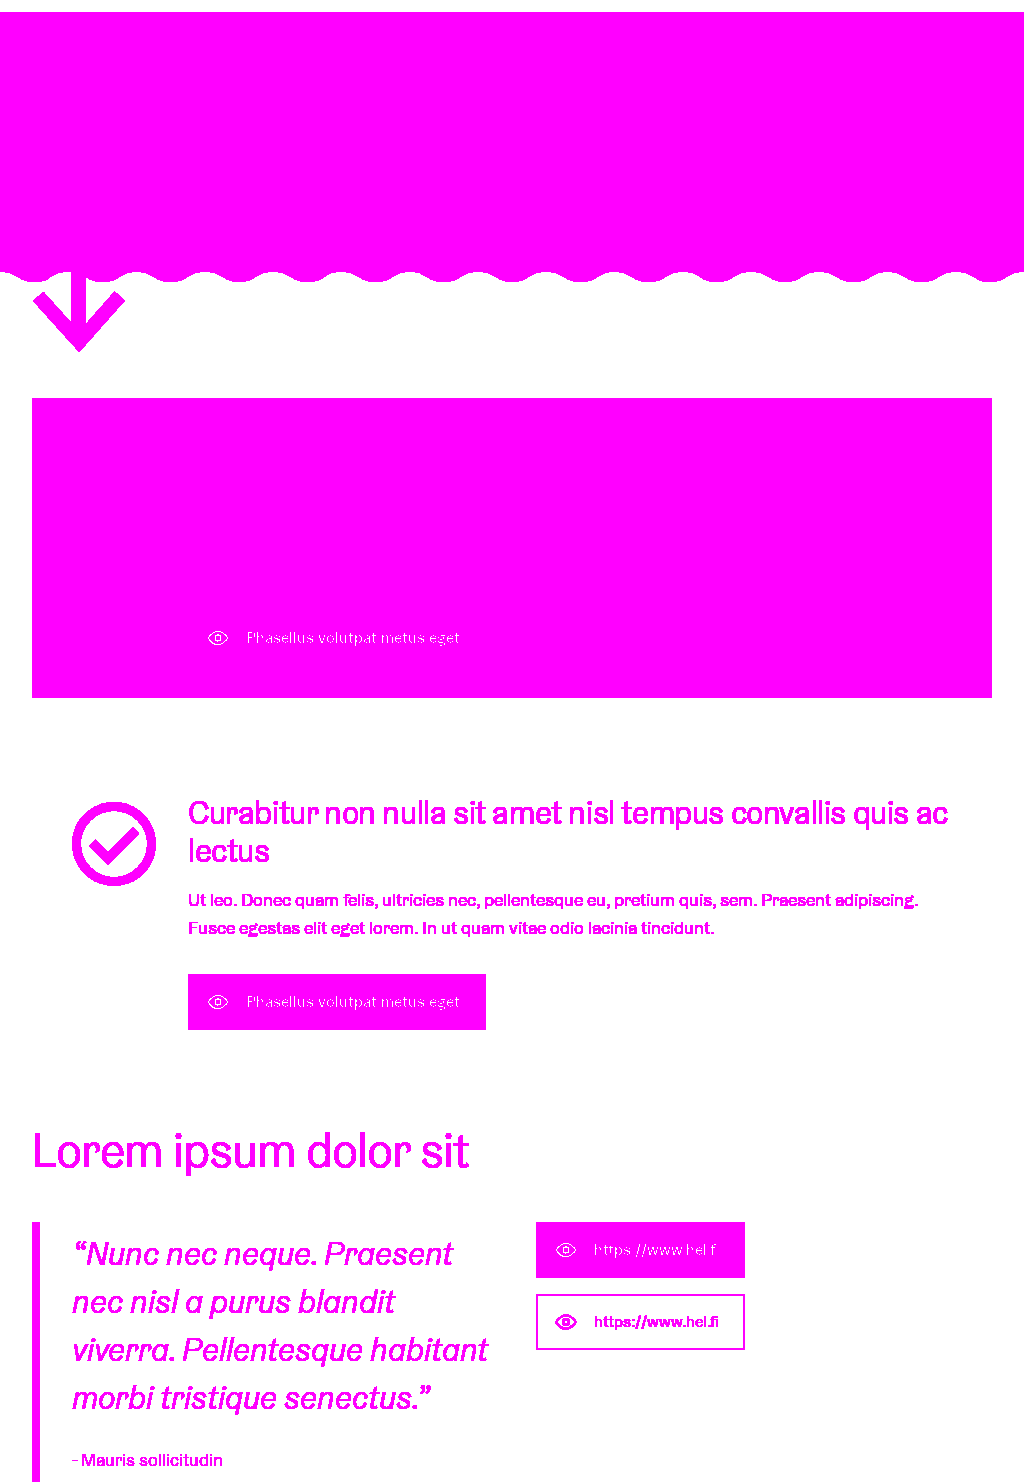 Phasellus volutpat metus eget
Curabitur non nulla sit amet nisl tempus convallis quis ac
lectus
Ut leo. Donec quam felis, ultricies nec, pellentesque eu, pretium quis, sem. Praesent adipiscing.
Fusce egestas elit eget lorem. In ut quam vitae odio lacinia tincidunt.
Phasellus volutpat metus eget
Lorem ipsum dolor sit
“Nunc nec neque. Praesent
nec nisl a purus blandit
viverra. Pellentesque habitant
morbi tristique senectus.”
- Mauris sollicitudin
https://www.hel.fi
https://www.hel.fi